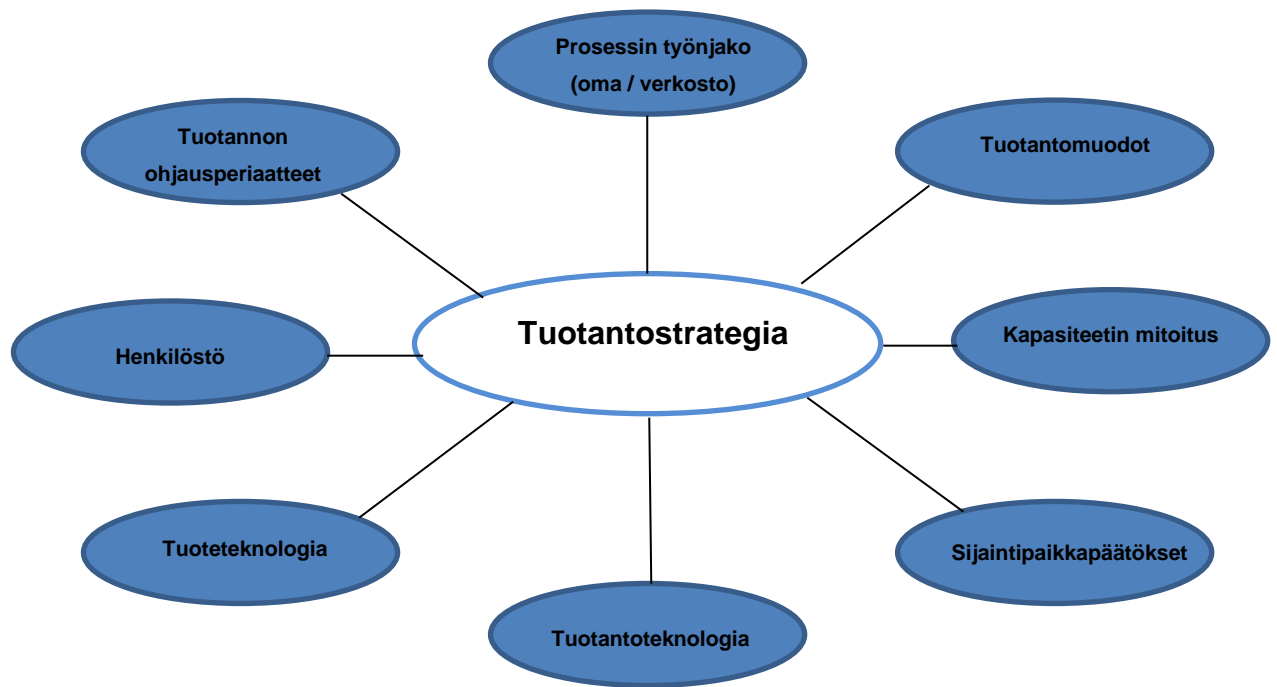 Prosessin työnjako
(oma / verkosto)
Tuotannon
ohjausperiaatteet
Tuotantomuodot
Tuotantostrategia
Henkilöstö
Kapasiteetin mitoitus
Tuoteteknologia
Sijaintipaikkapäätökset
Tuotantoteknologia